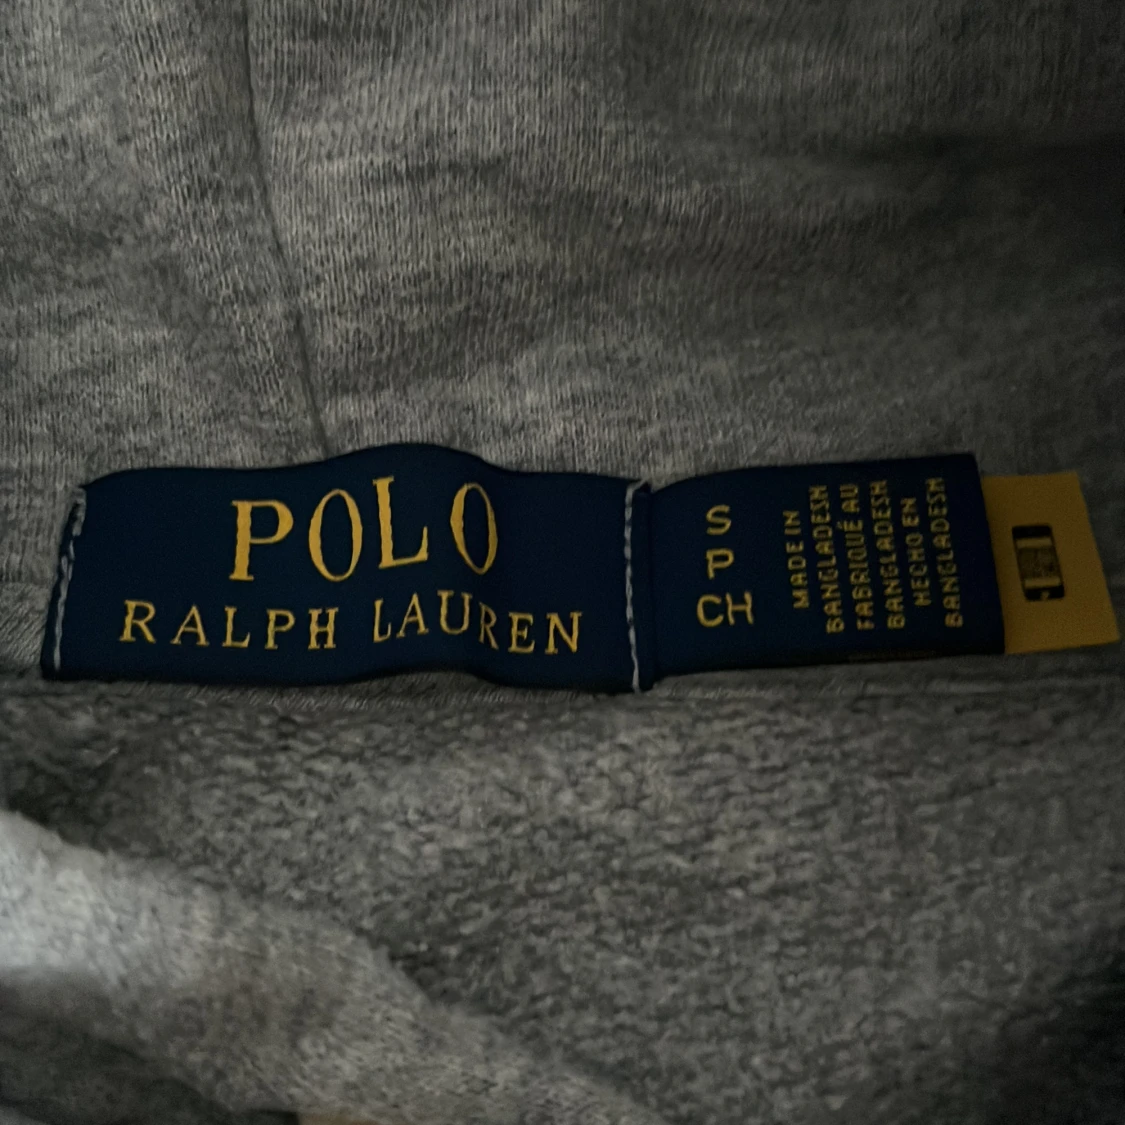 POLO
RALPH LAUREN
S
P
CH
MADE IN
BANGLADESH
FABRIQUÉ AU
BANGLADESH
HECHO EN
BANGLADESH